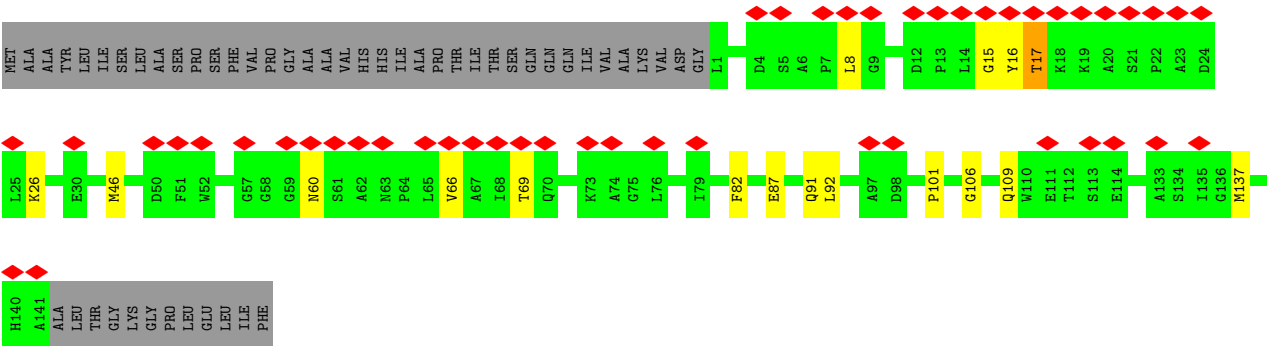 MET ALA ALA TYR LEU ILE SER LEU ALA SER PRO SER PHE VAL PRO GLY ALA ALA VAL HIS HIS ILE ALA PRO THR ILE THR SER GLN GLN GLN ILE VAL ALA LYS VAL ASP GLY L1 D4 S5 A6 P7 L8 G9 D12 P13 L14 G15 Y16 T17 K18 K19 A20 S21 P22 A23 D24
L25 K26 E30 M46 D50 F51 W52 G57 G58 G59 N60 S61 A62 N63 P64 L65 V66 A67 I68 T69 Q70 K73 A74 G75 L76 I79 F82 E87 Q91 L92 A97 D98 P101 G106 Q109 W110 E111 T112 S113 E114 A133 S134 I135 G136 M137
H140 A141 ALA LEU THR GLY LYS GLY PRO LEU GLU LEU ILE PHE